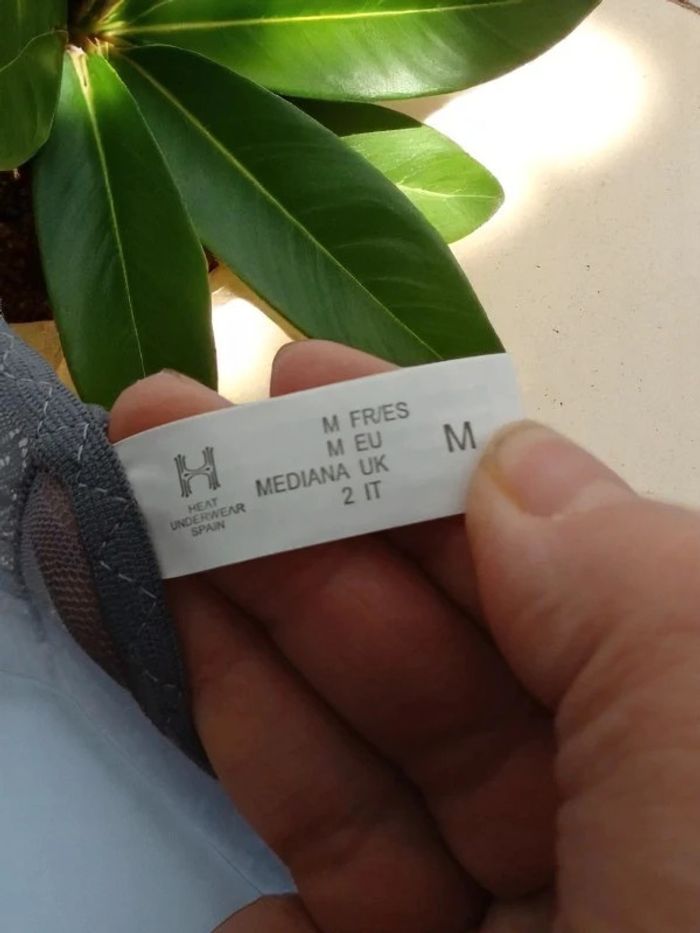 HEAT
UNDERWEAR
SPAIN
M FR/ES
M EU
MEDIANA UK
2 IT
M